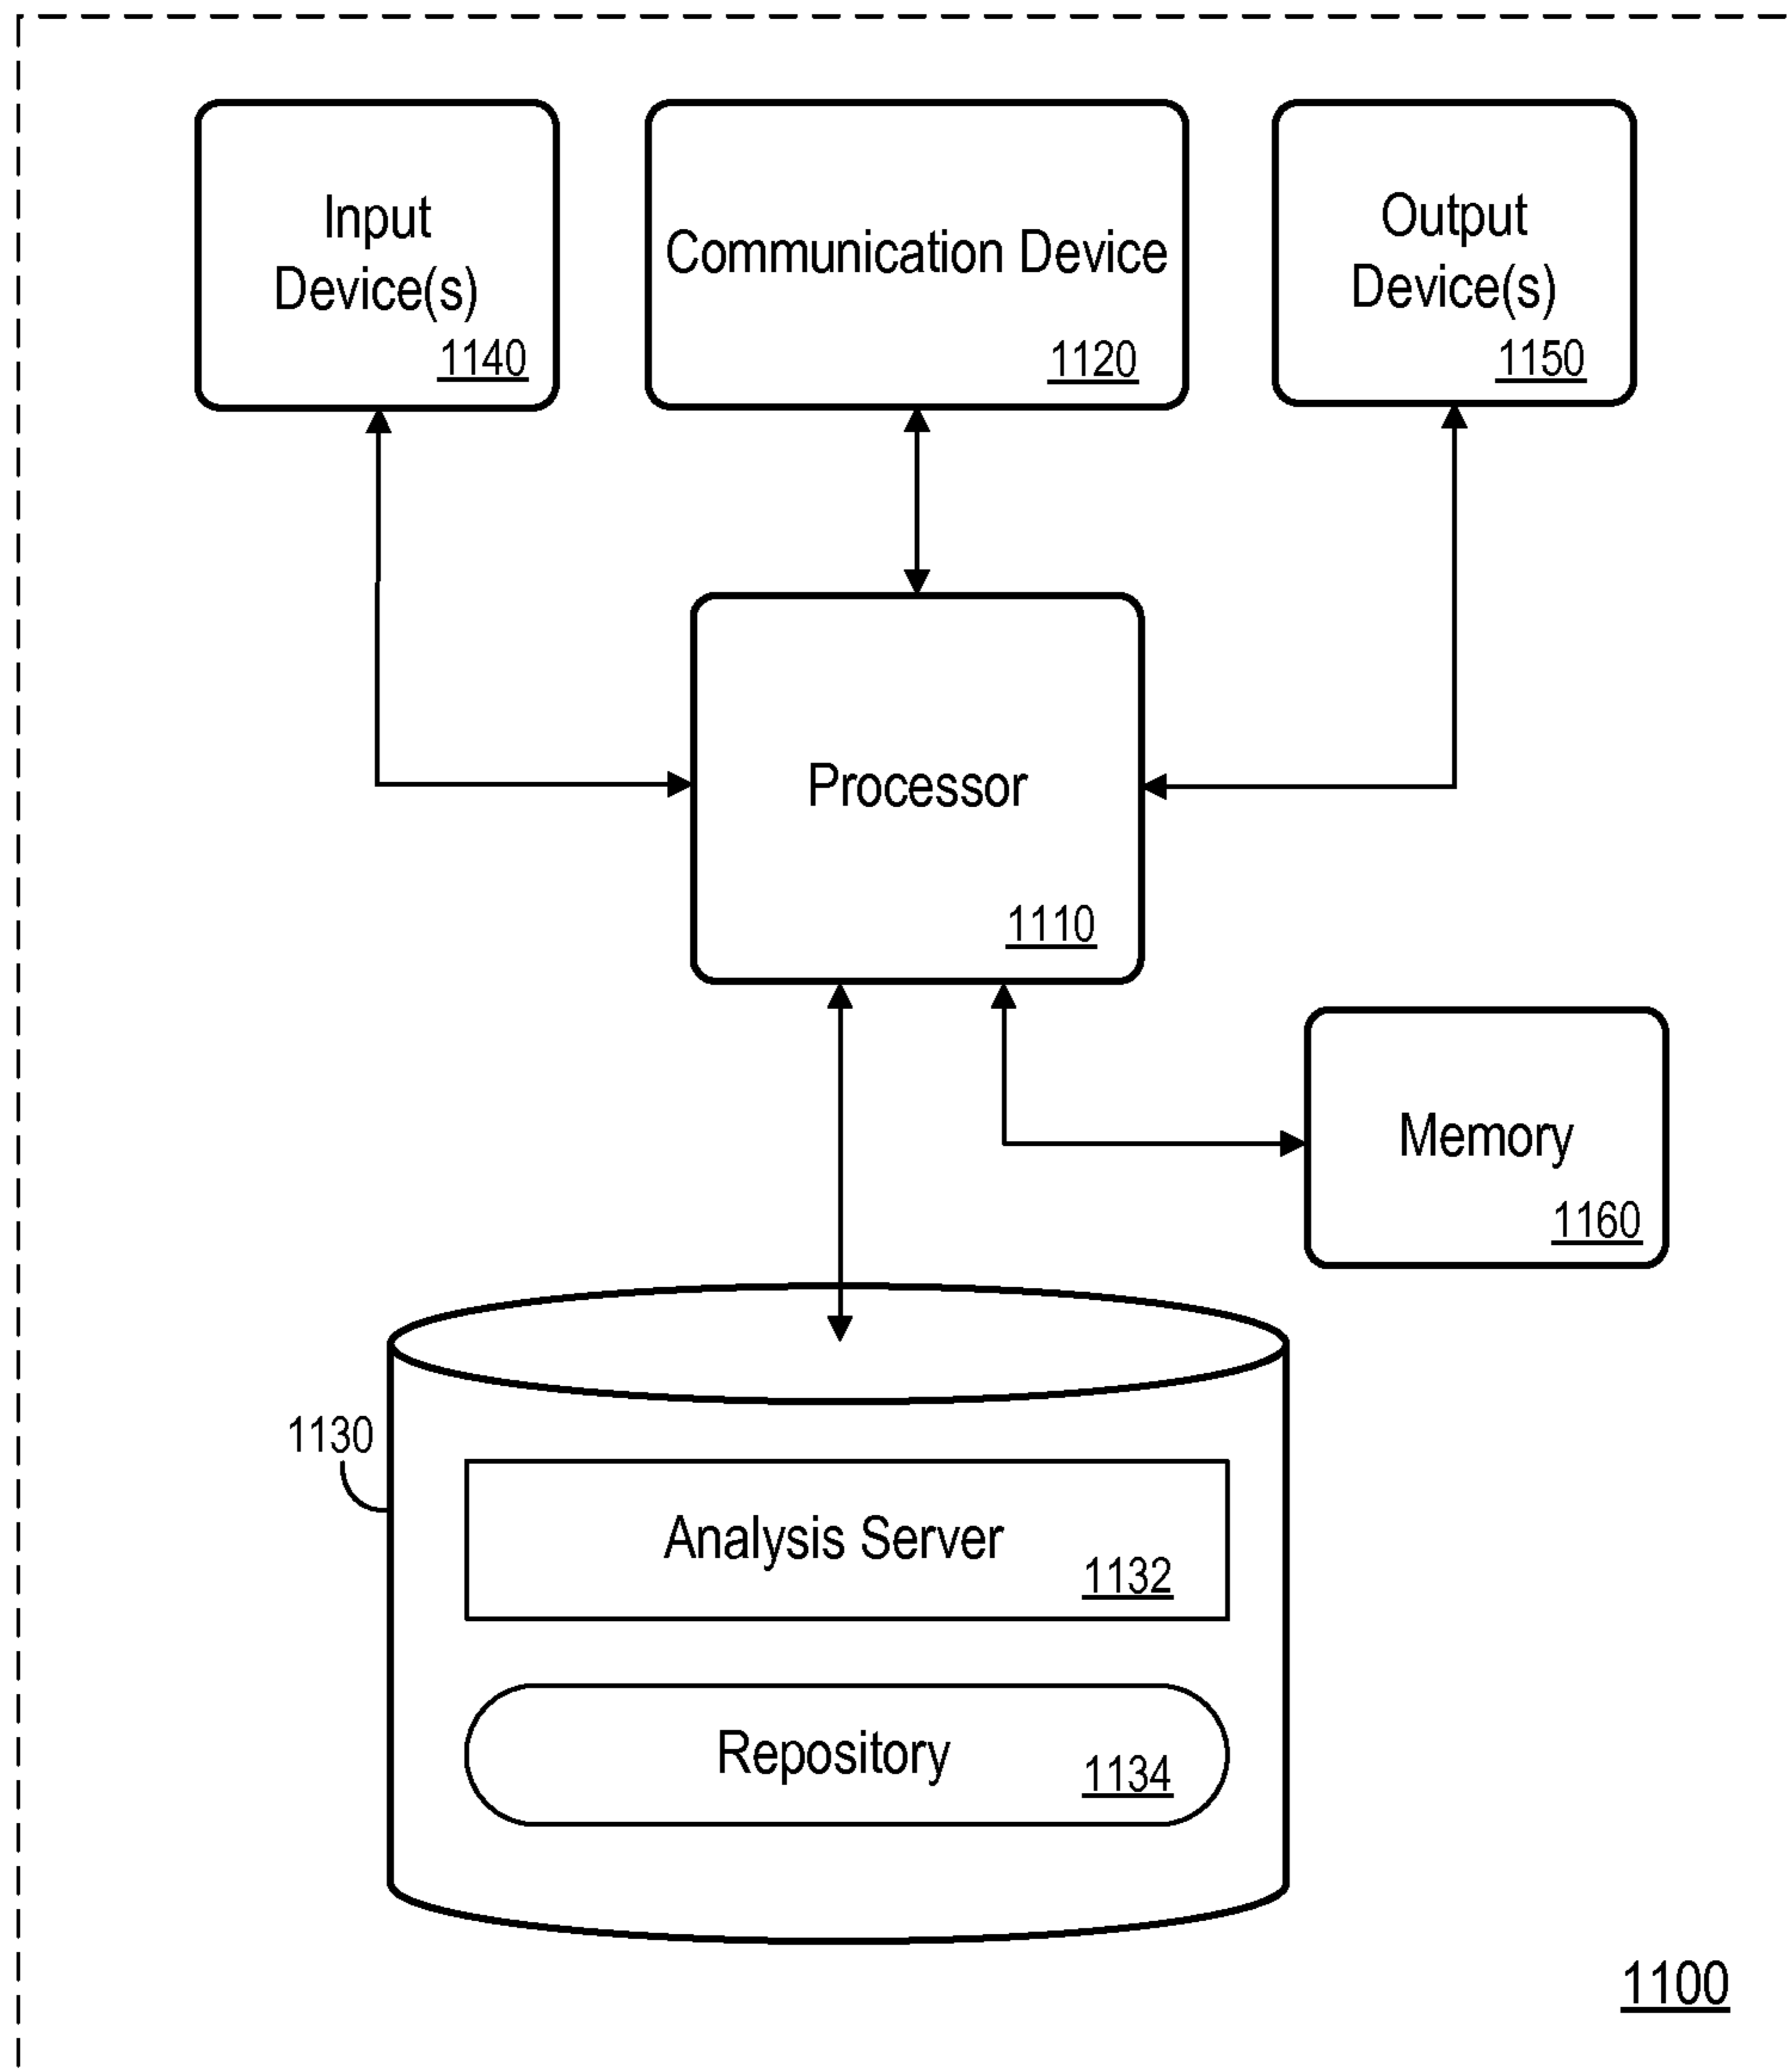 Input
Device(s)
1140
Communication Device
1120
Output
Device(s)
1150
Processor
1110
Memory
1160
1130
Analysis Server
1132
Repository
1134
1100